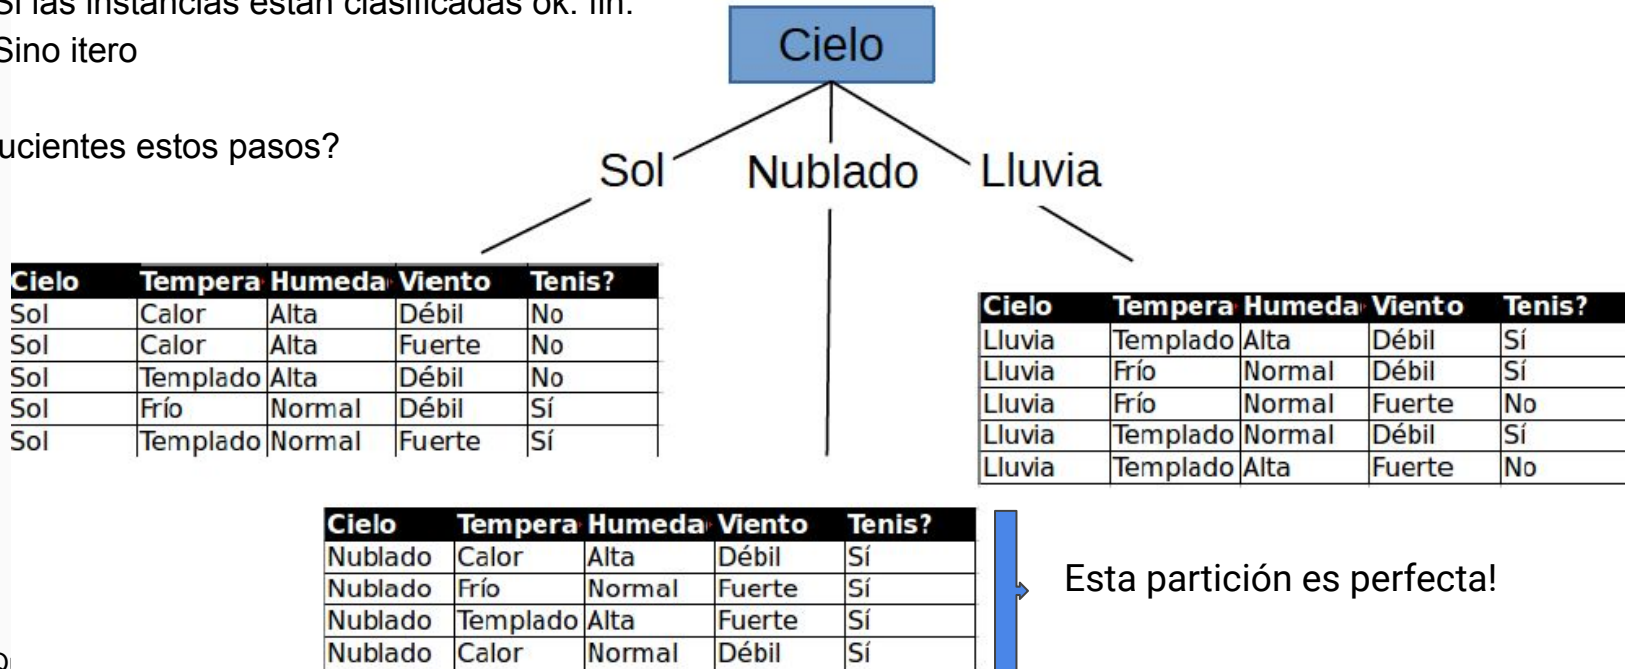 Si las instancias están clasificadas ok. fin.
Sino itero
ucientes estos pasos?
Cielo
Sol Nublado Lluvia
Cielo Tempera Humeda Viento Tenis?
Sol Calor Alta Débil No
Sol Calor Alta Fuerte No
Sol Templado Alta Débil No
Sol Frío Normal Débil Sí
Sol Templado Normal Fuerte Sí
Cielo Tempera Humeda Viento Tenis?
Lluvia Templado Alta Débil Sí
Lluvia Frío Normal Débil Sí
Lluvia Frío Normal Fuerte No
Lluvia Templado Normal Débil Sí
Lluvia Templado Alta Fuerte No
Cielo Tempera Humeda Viento Tenis?
Nublado Calor Alta Débil Sí
Nublado Frío Normal Fuerte Sí
Nublado Templado Alta Fuerte Sí
Nublado Calor Normal Débil Sí
Esta partición es perfecta!